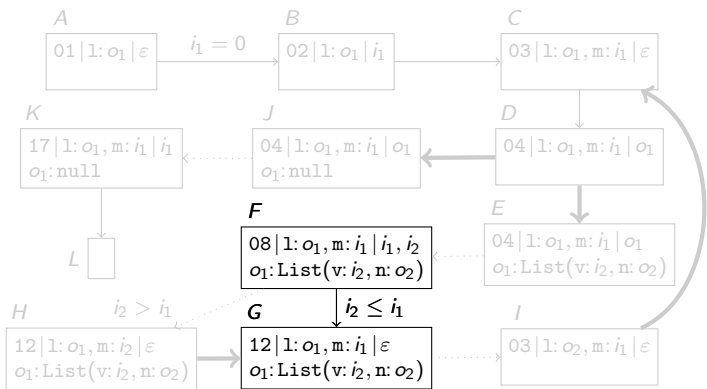 A
01 | l: o₁ | ε
i₁ = 0
B
02 | l: o₁ | i₁
C
03 | l: o₁, m: i₁ | ε
K
17 | l: o₁, m: i₁ | i₁
o₁: null
J
04 | l: o₁, m: i₁ | o₁
o₁: null
D
04 | l: o₁, m: i₁ | o₁
L
F
08 | l: o₁, m: i₁ | i₁, i₂
o₁: List(v: i₂, n: o₂)
E
04 | l: o₁, m: i₁ | o₁
o₁: List(v: i₂, n: o₂)
i₂ > i₁
i₂ ≤ i₁
H
12 | l: o₁, m: i₂ | ε
o₁: List(v: i₂, n: o₂)
G
12 | l: o₁, m: i₁ | ε
o₁: List(v: i₂, n: o₂)
I
03 | l: o₂, m: i₁ | ε